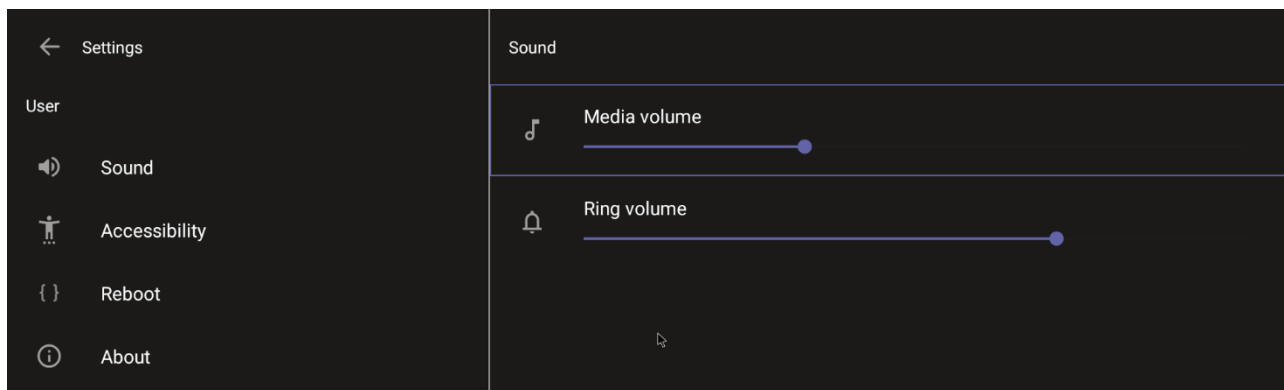 Settings
User
Sound
Accessibility
Reboot
About
Sound
Media volume
Ring volume